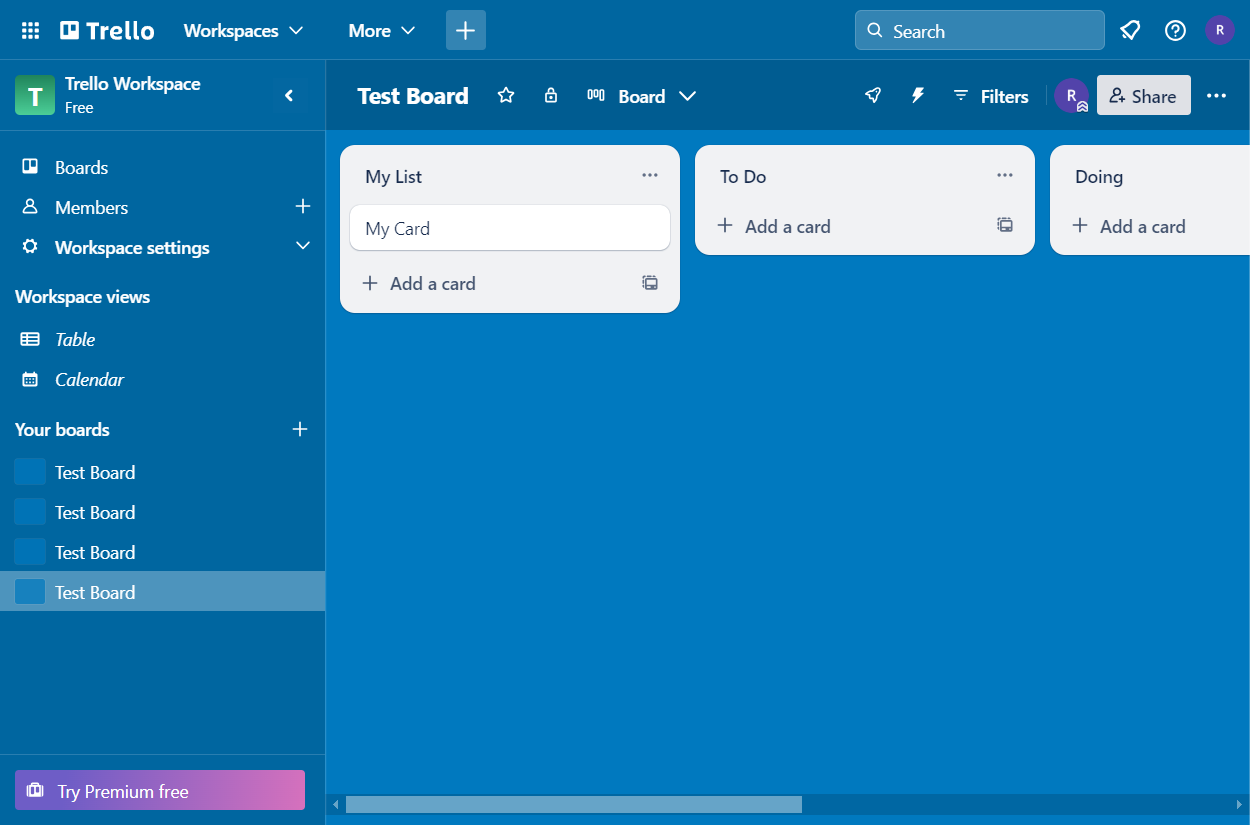 Trello
Workspaces
More
Search
R
T
Trello Workspace
Free
Test Board
Board
Filters
R
Share
Boards
Members
Workspace settings
Workspace views
Table
Calendar
Your boards
Test Board
Test Board
Test Board
Test Board
Try Premium free
My List
My Card
Add a card
To Do
Add a card
Doing
Add a card